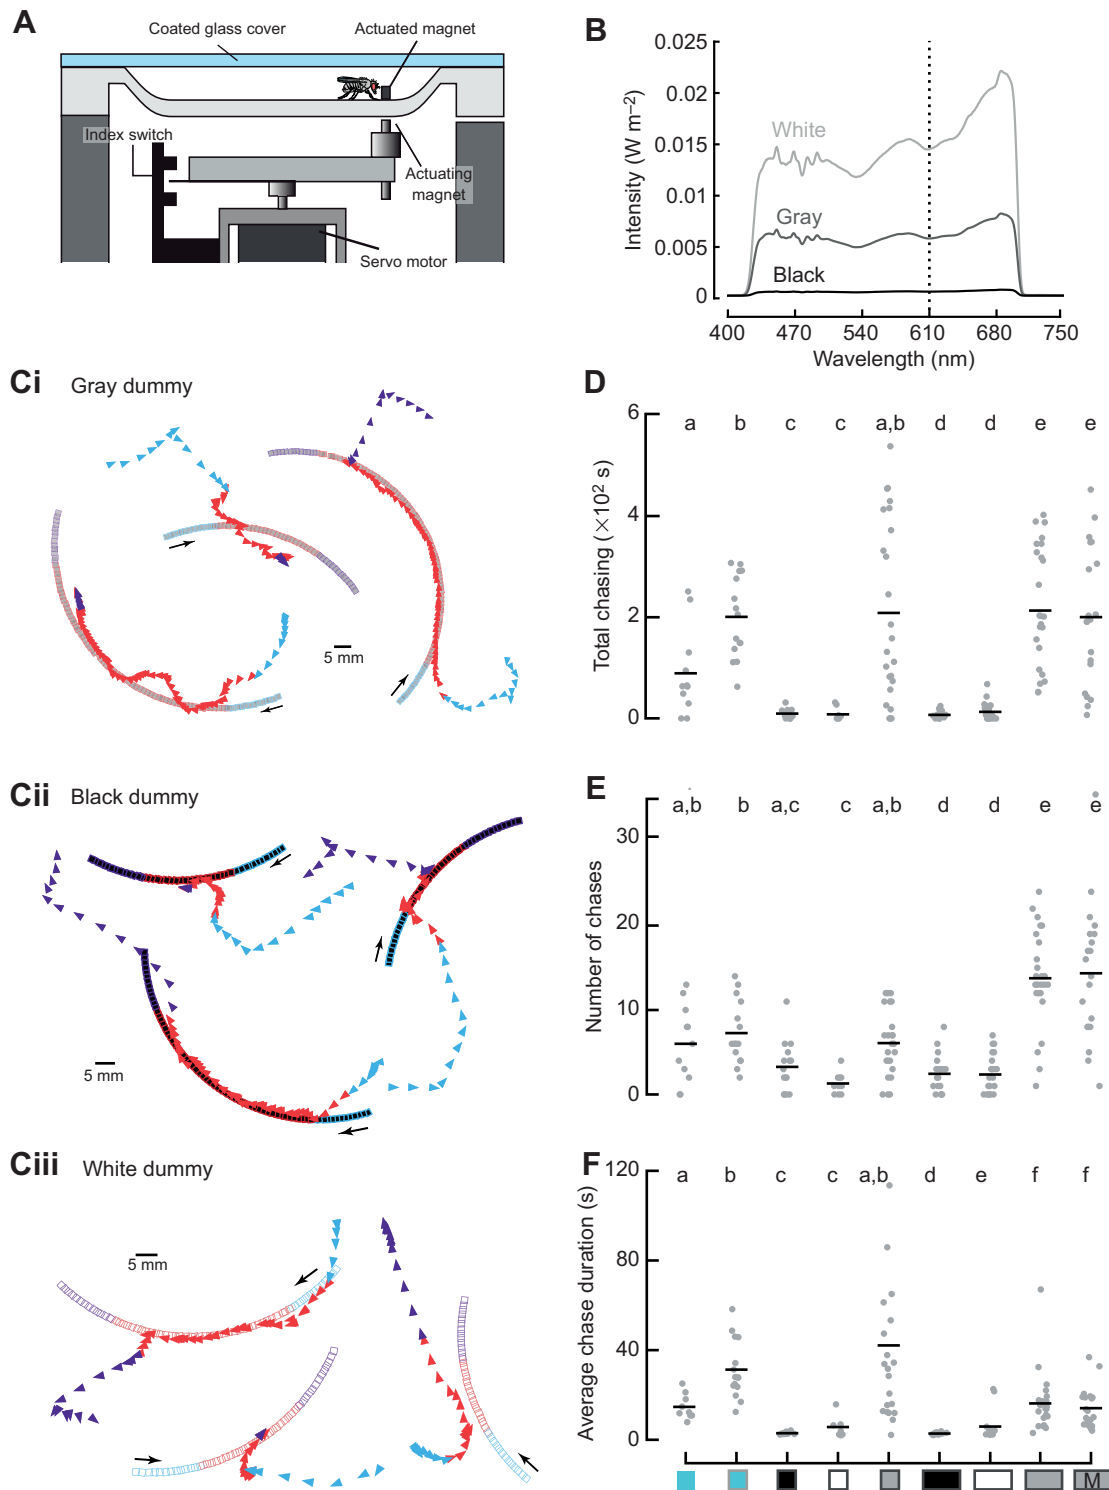 A
Coated glass cover
Actuated magnet
Index switch
Actuating
magnet
Servo motor
B
Intensity (W m–2)
0.025
0.02
0.015
0.01
0.005
0
White
Gray
Black
400 470 540 610 680 750
Wavelength (nm)
Ci Gray dummy
5 mm
Cii Black dummy
5 mm
Ciii White dummy
5 mm
D
Total chasing (×10² s)
6
4
2
0
a b c c a,b d d e e
E
Number of chases
30
20
10
0
a,b b a,c c a,b d d e e
F
Average chase duration (s)
120
80
40
0
a b c c a,b d e f f
M